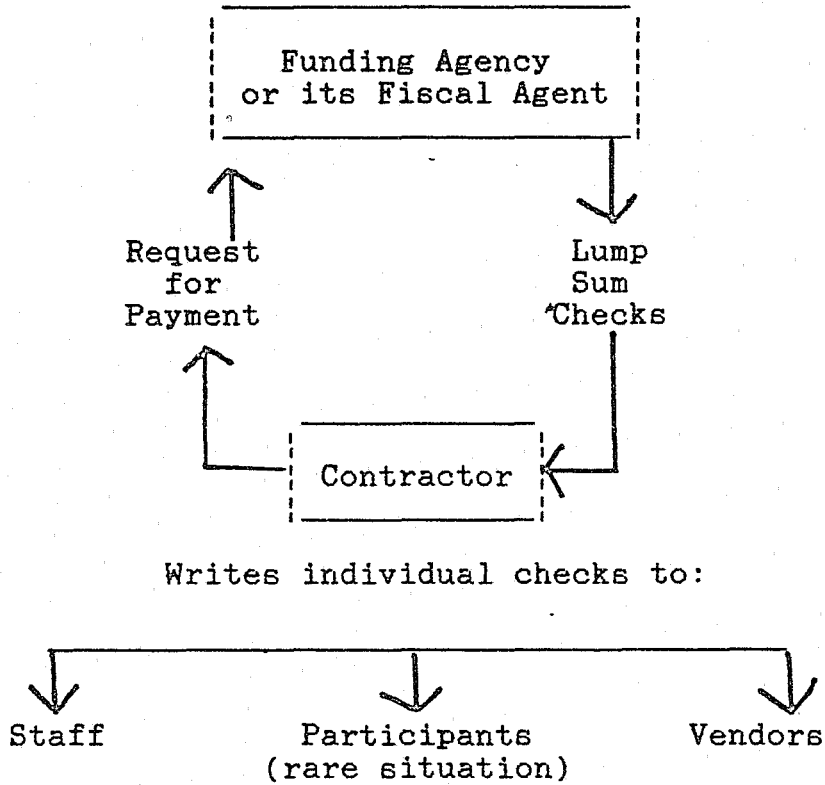 Funding Agency
or its Fiscal Agent
Request
for
Payment
Lump
Sum
Checks
Contractor
Writes individual checks to:
Staff
Participants
(rare situation)
Vendors